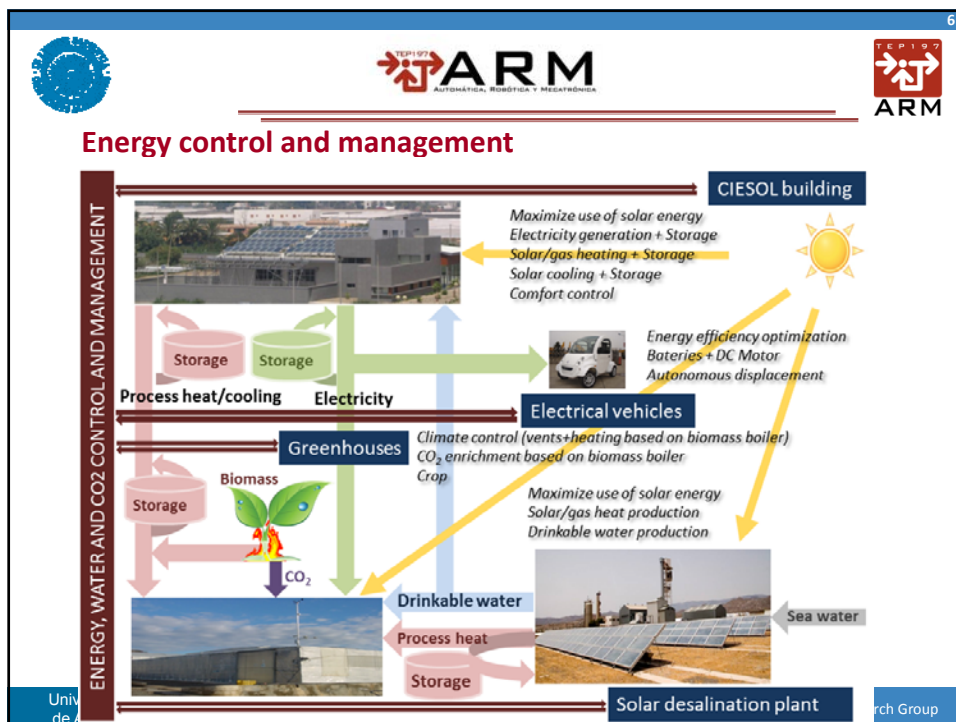 6
TEP197
ARM
AUTOMÁTICA, ROBÓTICA Y MECATRÓNICA
TEP197
ARM
Energy control and management
ENERGY, WATER AND CO2 CONTROL AND MANAGEMENT
CIESOL building
Maximize use of solar energy
Electricity generation + Storage
Solar/gas heating + Storage
Solar cooling + Storage
Comfort control
Storage
Storage
Energy efficiency optimization
Bateries + DC Motor
Autonomous displacement
Process heat/cooling
Electricity
Electrical vehicles
Greenhouses
Climate control (vents+heating based on biomass boiler)
CO₂ enrichment based on biomass boiler
Crop
Biomass
Storage
Maximize use of solar energy
Solar/gas heat production
Drinkable water production
CO₂
Drinkable water
Sea water
Process heat
Storage
Solar desalination plant
Univ
de A
rch Group